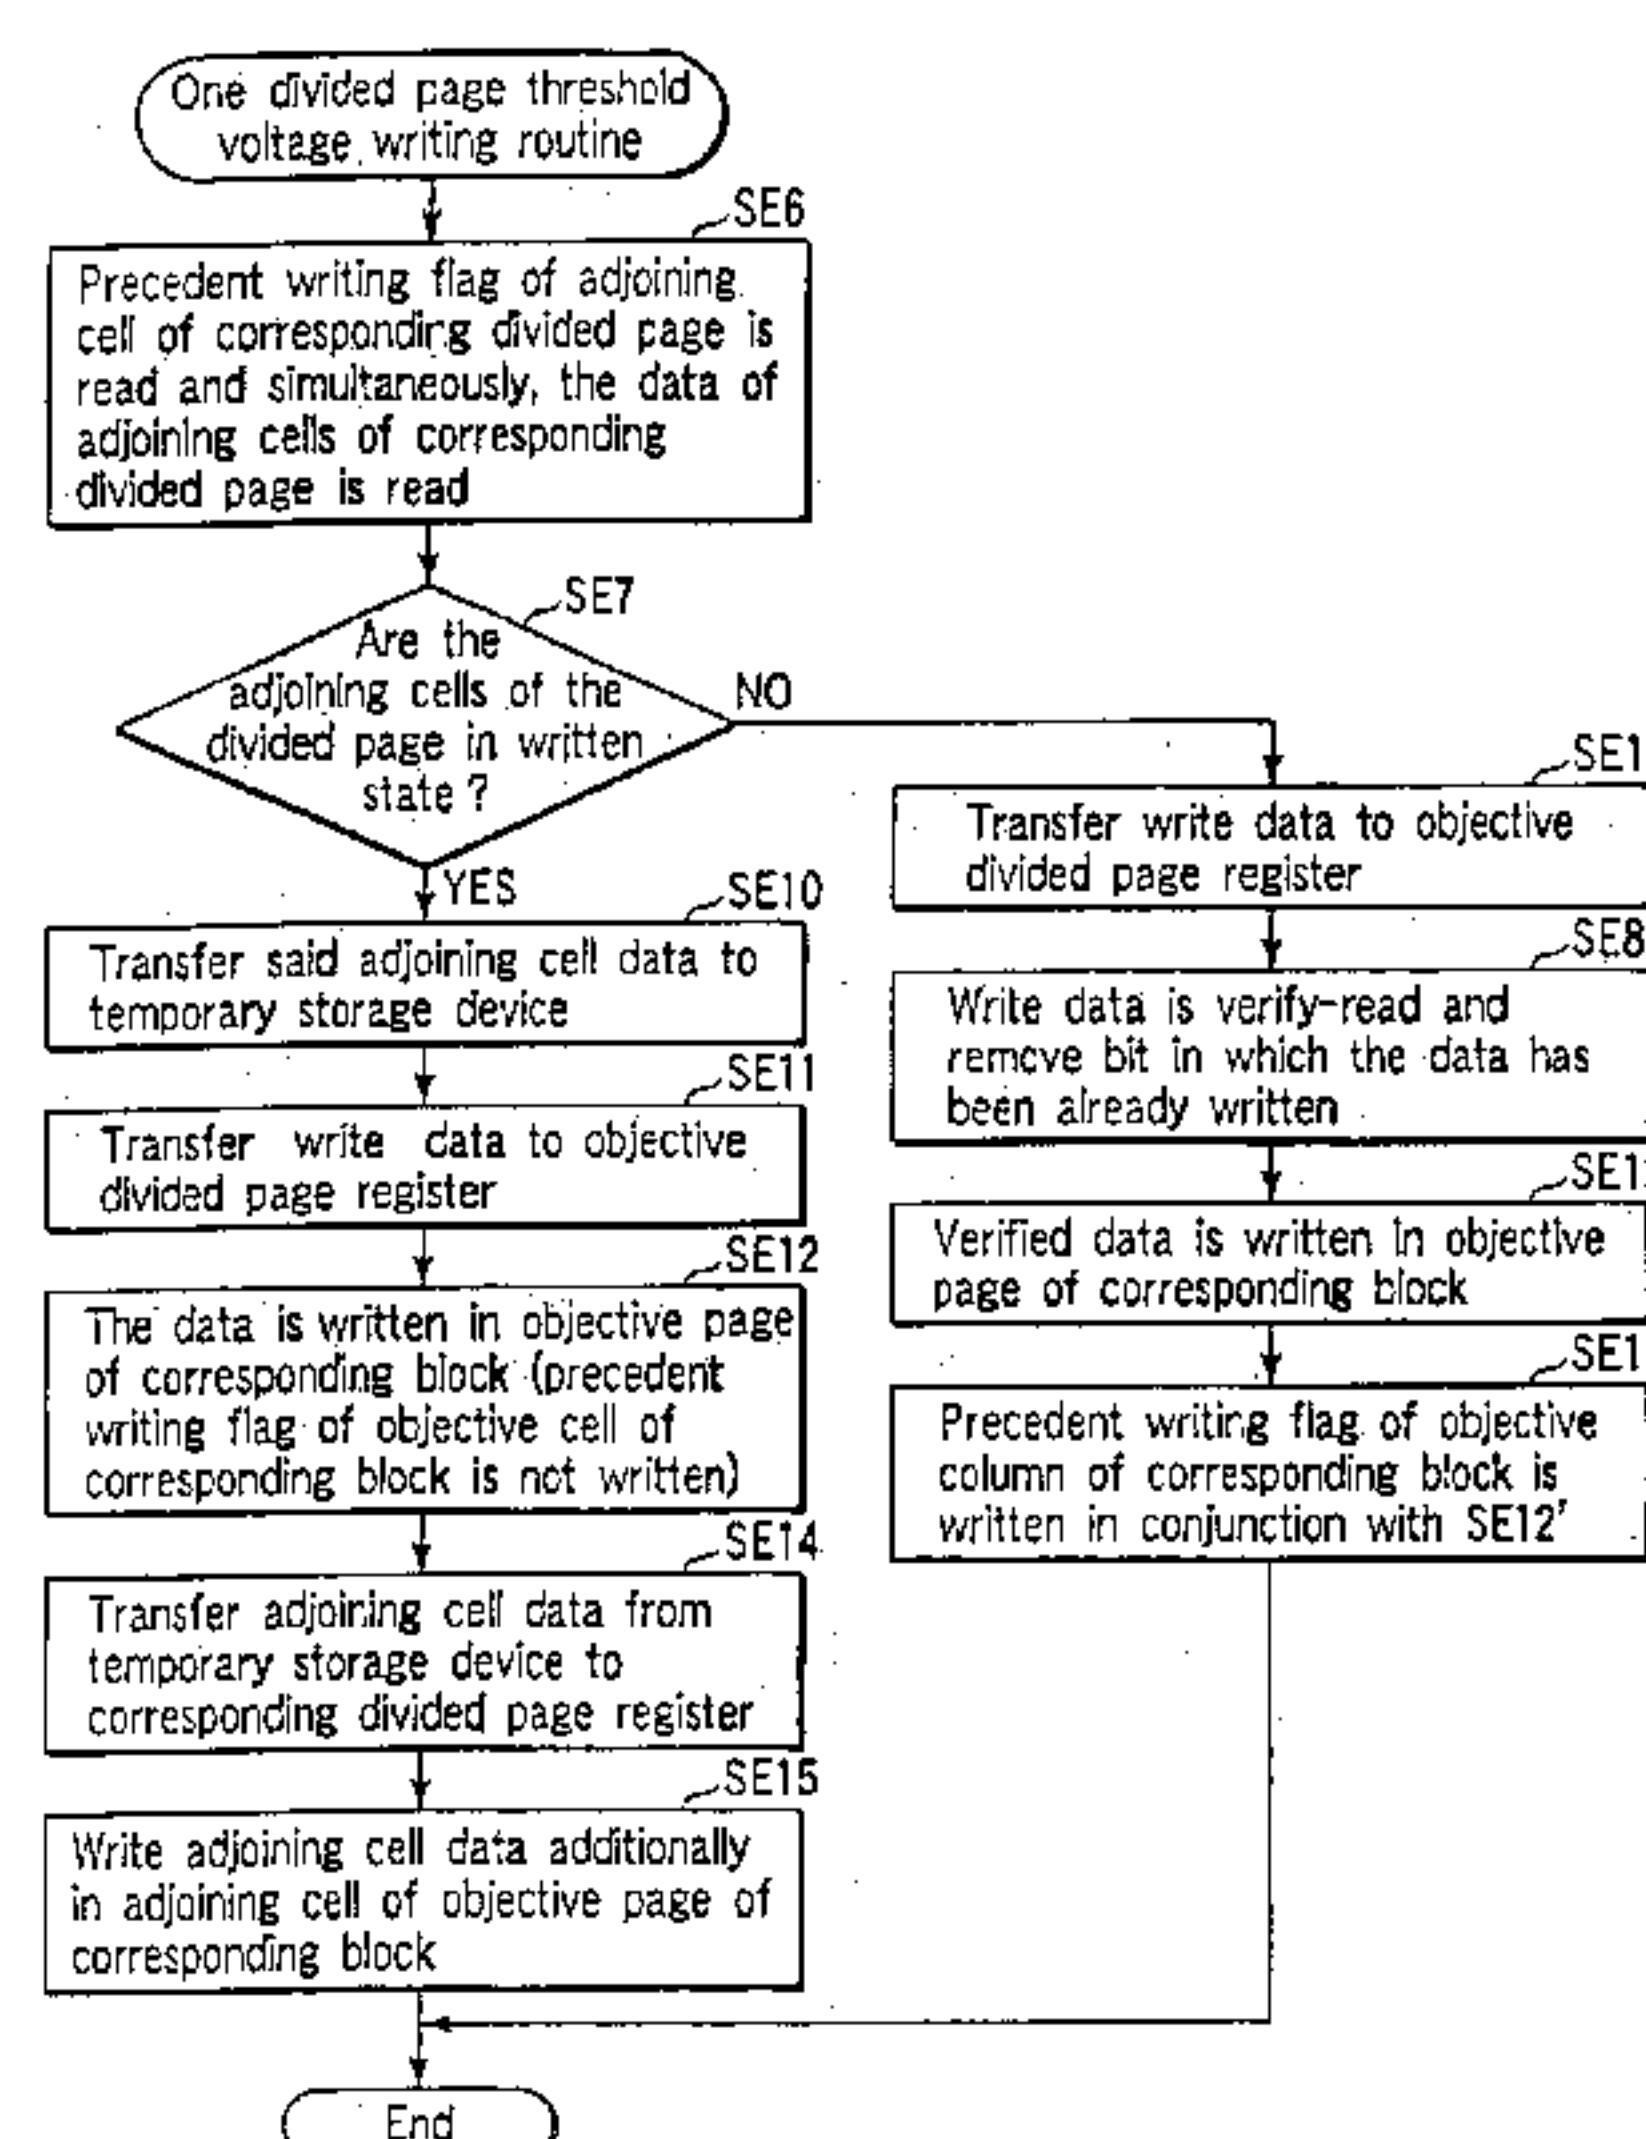 One divided page threshold
voltage writing routine
SE6
Precedent writing flag of adjoining
cell of corresponding divided page is
read and simultaneously, the data of
adjoining cells of corresponding
divided page is read
SE7
Are the
adjoining cells of the
divided page in written
state ?
NO
YES
SE10
Transfer said adjoining cell data to
temporary storage device
SE11
Transfer write data to objective
divided page register
SE12
The data is written in objective page
of corresponding block (precedent
writing flag of objective cell of
corresponding block is not written)
SE14
Transfer adjoining cell data from
temporary storage device to
corresponding divided page register
SE15
Write adjoining cell data additionally
in adjoining cell of objective page of
corresponding block
End
SE1
Transfer write data to objective
divided page register
SE8
Write data is verify-read and
remove bit in which the data has
been already written
Verified data is written in objective
page of corresponding block
SE1
Precedent writing flag of objective
column of corresponding block is
written in conjunction with SE12'